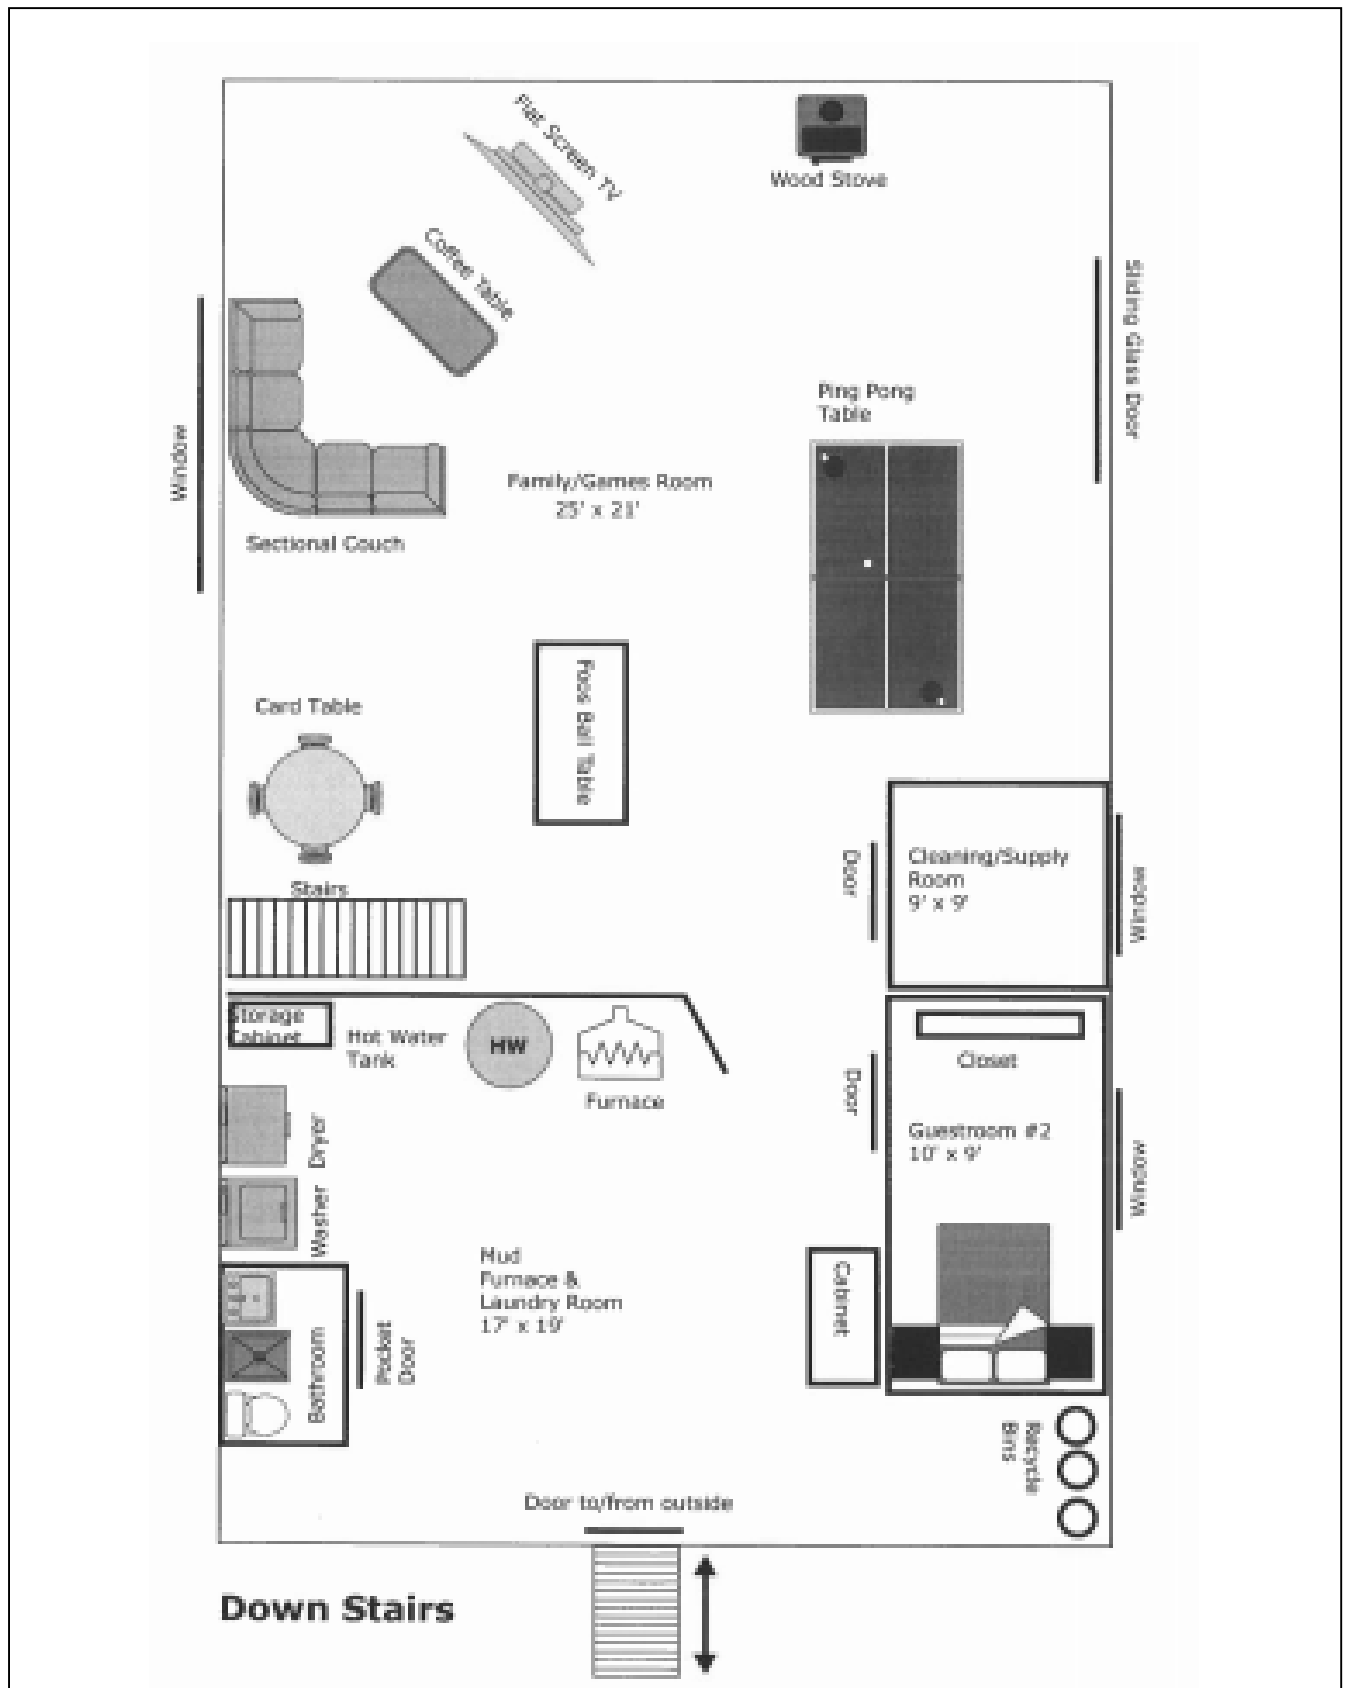 Flat Screen TV
Wood Stove
Coffee Table
Sliding Glass Door
Ping Pong
Table
Window
Family/Games Room
25' x 21'
Sectional Couch
Foos Ball Table
Card Table
Door
Cleaning/Supply
Room
9' x 9'
Window
Stairs
Storage
Cabinet
Hot Water
Tank
HW
Furnace
Closet
Door
Guestroom #2
10' x 9'
Window
Dryer
Washer
Mud
Furnace &
Laundry Room
17' x 19'
Cabinet
Bathroom
Pocket
Door
Recycle
Bins
Door to/from outside
Down Stairs